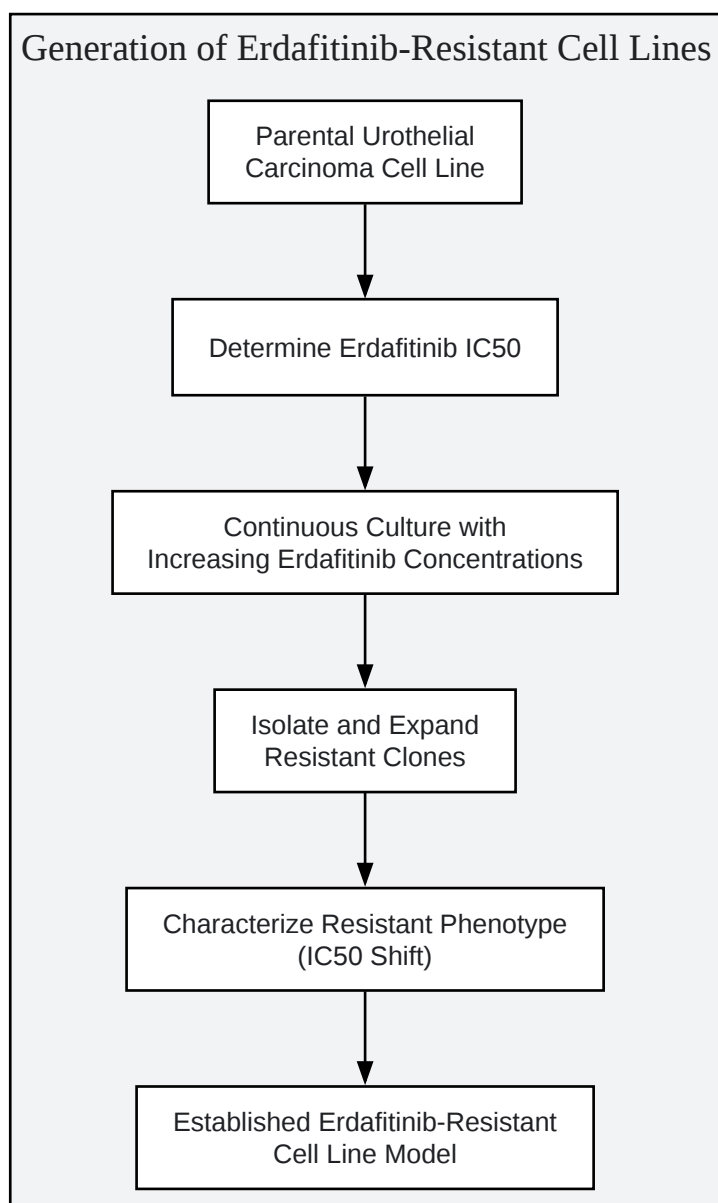 Generation of Erdafitinib-Resistant Cell Lines
Parental Urothelial
Carcinoma Cell Line
Determine Erdafitinib IC50
Continuous Culture with
Increasing Erdafitinib Concentrations
Isolate and Expand
Resistant Clones
Characterize Resistant Phenotype
(IC50 Shift)
Established Erdafitinib-Resistant
Cell Line Model